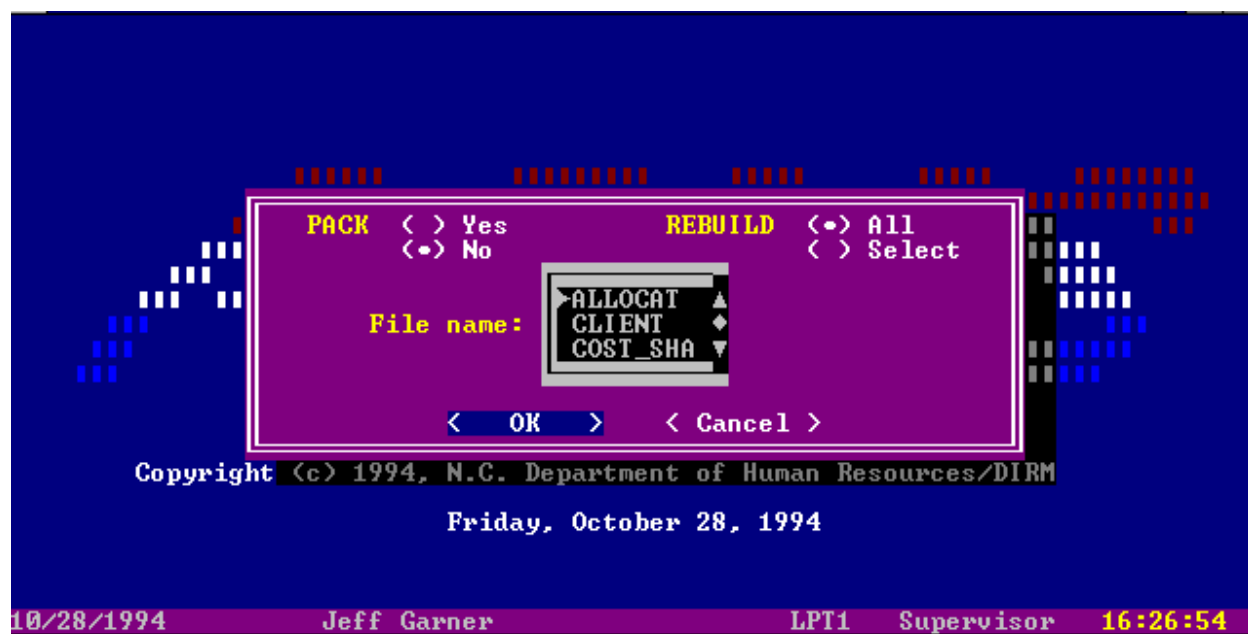 PACK ( ) Yes REBUILD (•) All
(•) No ( ) Select
File name:
ALLOCAT
CLIENT
COST_SHA
< OK > < Cancel >
Copyright (c) 1994, N.C. Department of Human Resources/DIRM
Friday, October 28, 1994
10/28/1994 Jeff Garner LPT1 Supervisor 16:26:54